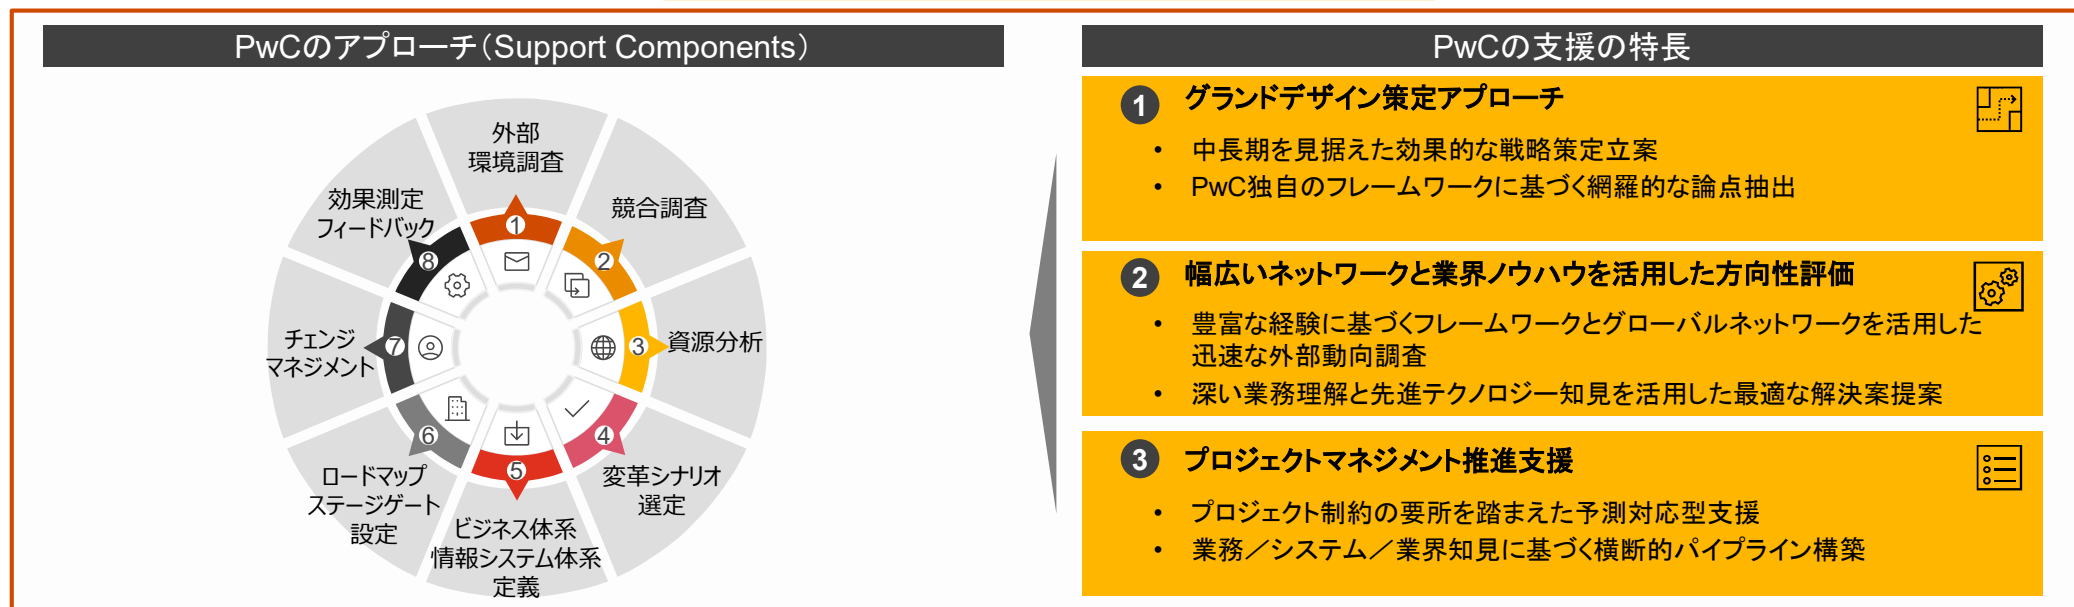 PwCのアプローチ（Support Components）
外部
環境調査
競合調査
資源分析
変革シナリオ
選定
ビジネス体系
情報システム体系
定義
ロードマップ
ステージゲート
設定
チェンジ
マネジメント
効果測定
フィードバック
1
2
3
4
5
6
7
8
PwCの支援の特長
1 グランドデザイン策定アプローチ
• 中長期を見据えた効果的な戦略策定立案
• PwC独自のフレームワークに基づく網羅的な論点抽出
2 幅広いネットワークと業界ノウハウを活用した方向性評価
• 豊富な経験に基づくフレームワークとグローバルネットワークを活用した
迅速な外部動向調査
• 深い業務理解と先進テクノロジー知見を活用した最適な解決案提案
3 プロジェクトマネジメント推進支援
• プロジェクト制約の要所を踏まえた予測対応型支援
• 業務／システム／業界知見に基づく横断的パイプライン構築